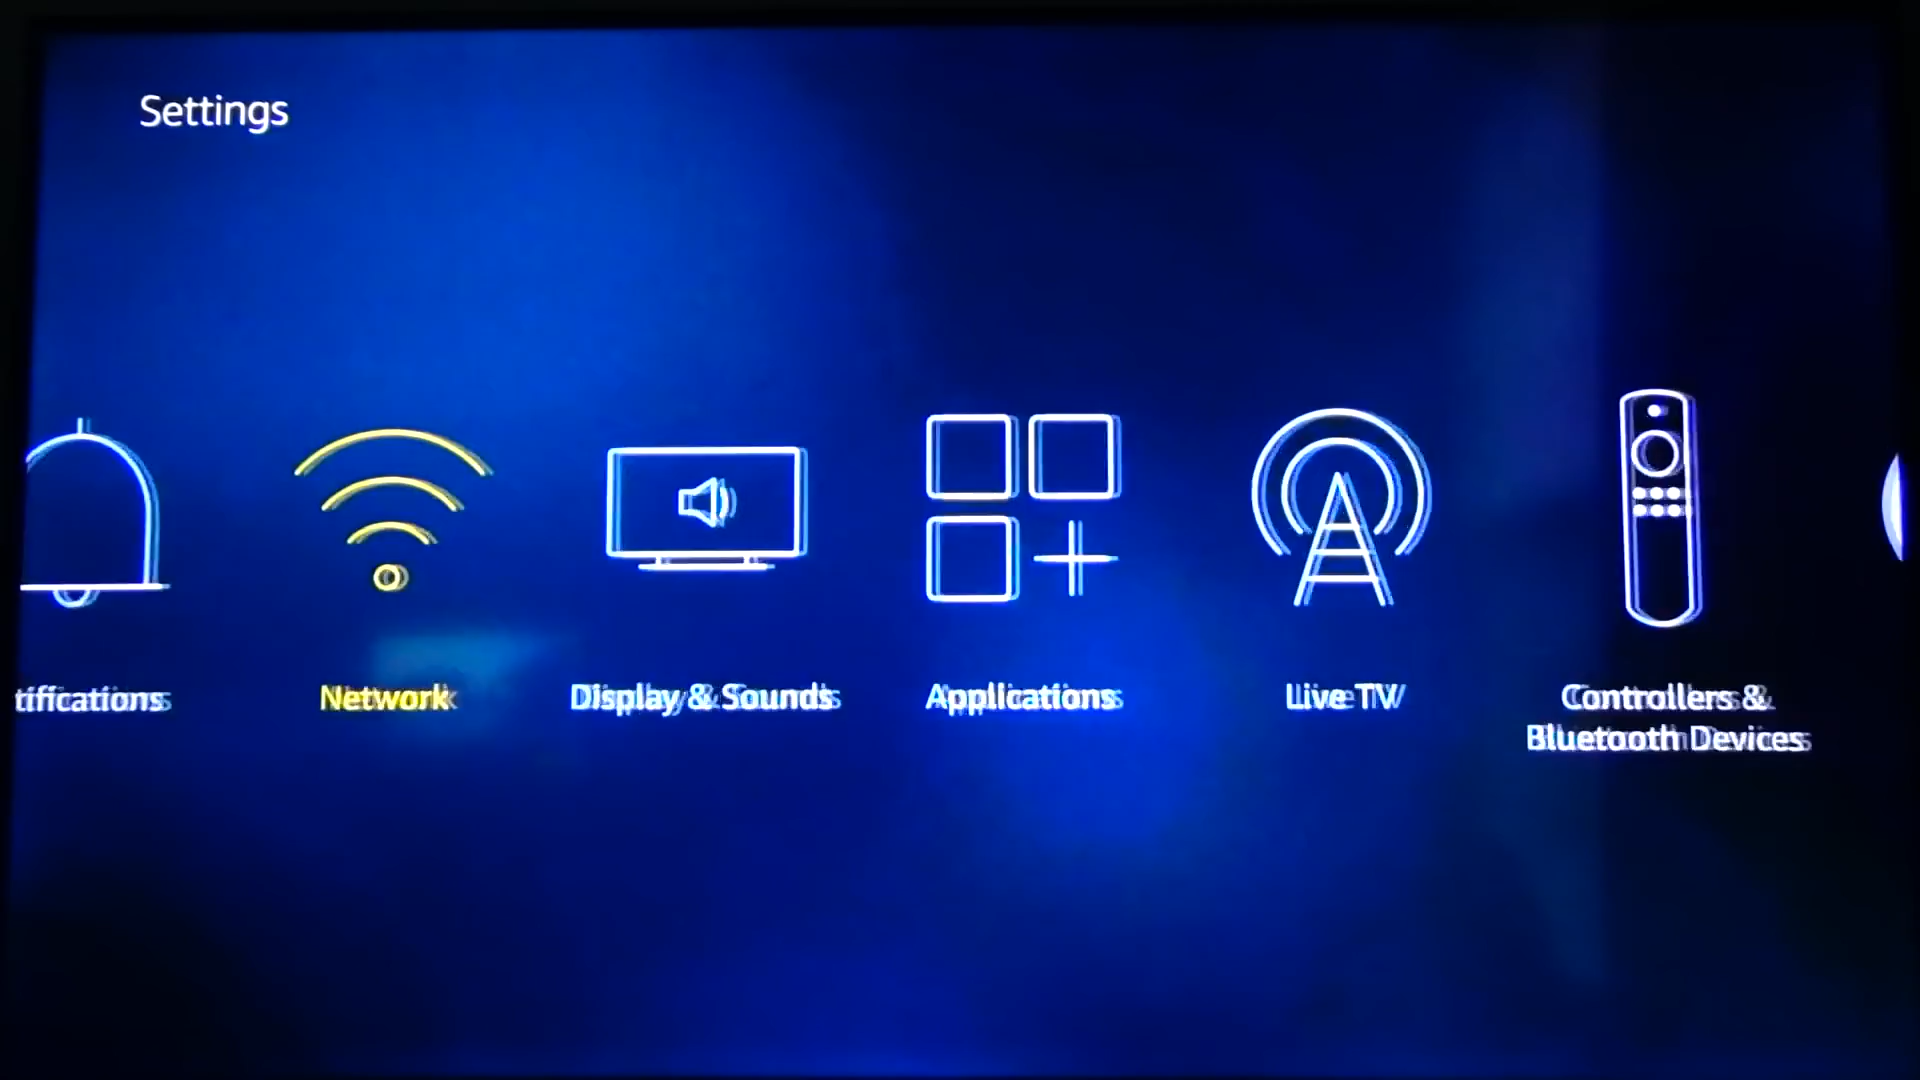 Settings
tifications
Network
Display & Sounds
Applications
Live TV
Controllers &
Bluetooth Devices